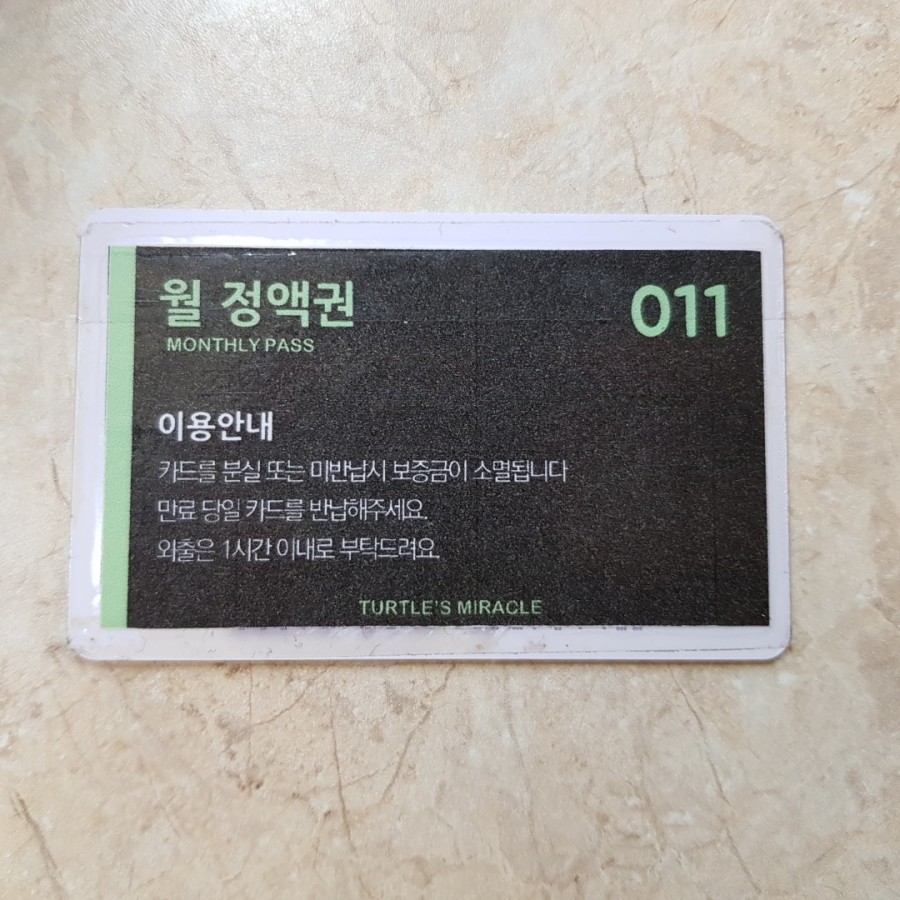 월 정액권
011
MONTHLY PASS
이용안내
카드를 분실 또는 미반납시 보증금이 소멸됩니다
만료 당일 카드를 반납해주세요.
외출은 1시간 이내로 부탁드려요.
TURTLE'S MIRACLE